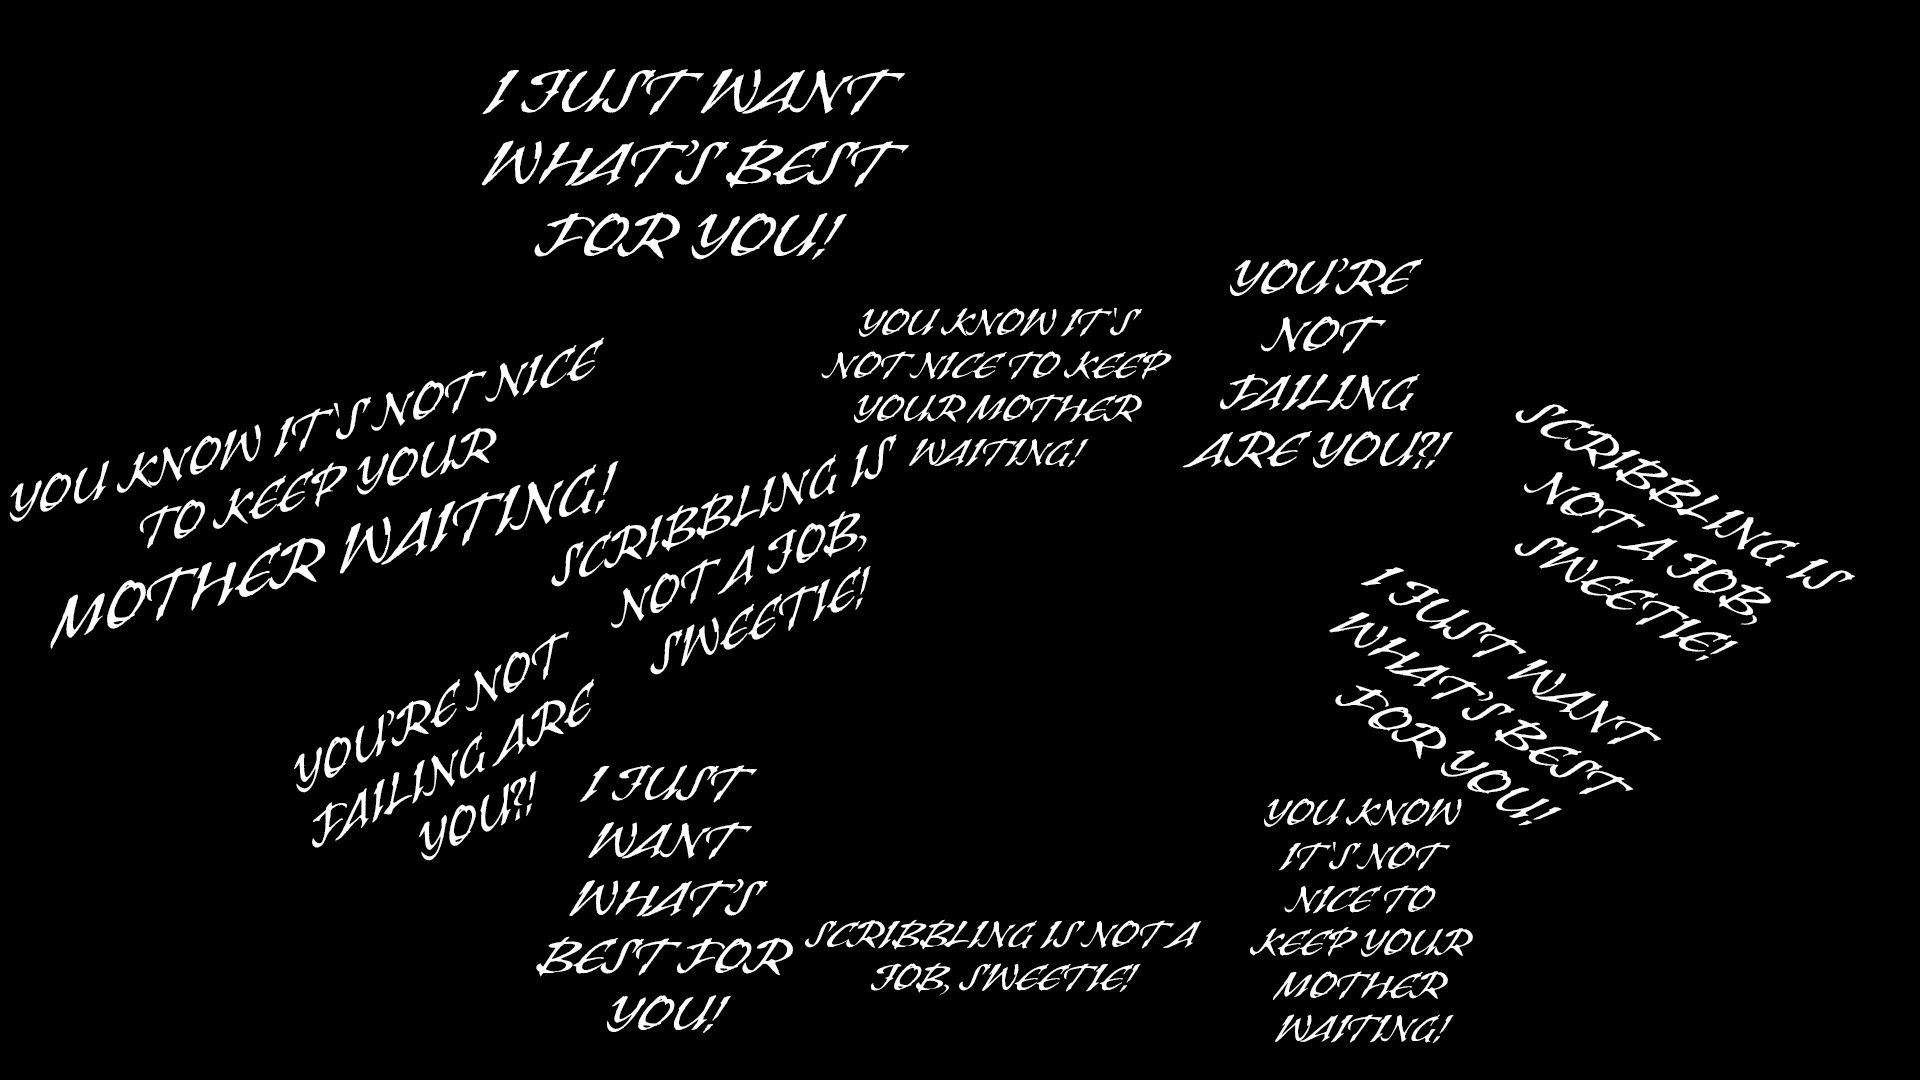 I JUST WANT
WHAT'S BEST
FOR YOU!
YOU KNOW IT'S NOT NICE
TO KEEP YOUR
MOTHER WAITING!
YOU KNOW IT'S
NOT NICE TO KEEP
YOUR MOTHER
WAITING!
YOU'RE
NOT
FAILING
ARE YOU?!
SCRIBBLING IS
NOT A JOB,
SWEETIE!
SCRIBBLING IS
NOT A JOB,
SWEETIE!
I JUST WANT
WHAT'S BEST
FOR YOU!
YOU'RE NOT
FAILING ARE
YOU?!
I JUST
WANT
WHAT'S
BEST FOR
YOU!
SCRIBBLING IS NOT A
JOB, SWEETIE!
YOU KNOW
IT'S NOT
NICE TO
KEEP YOUR
MOTHER
WAITING!